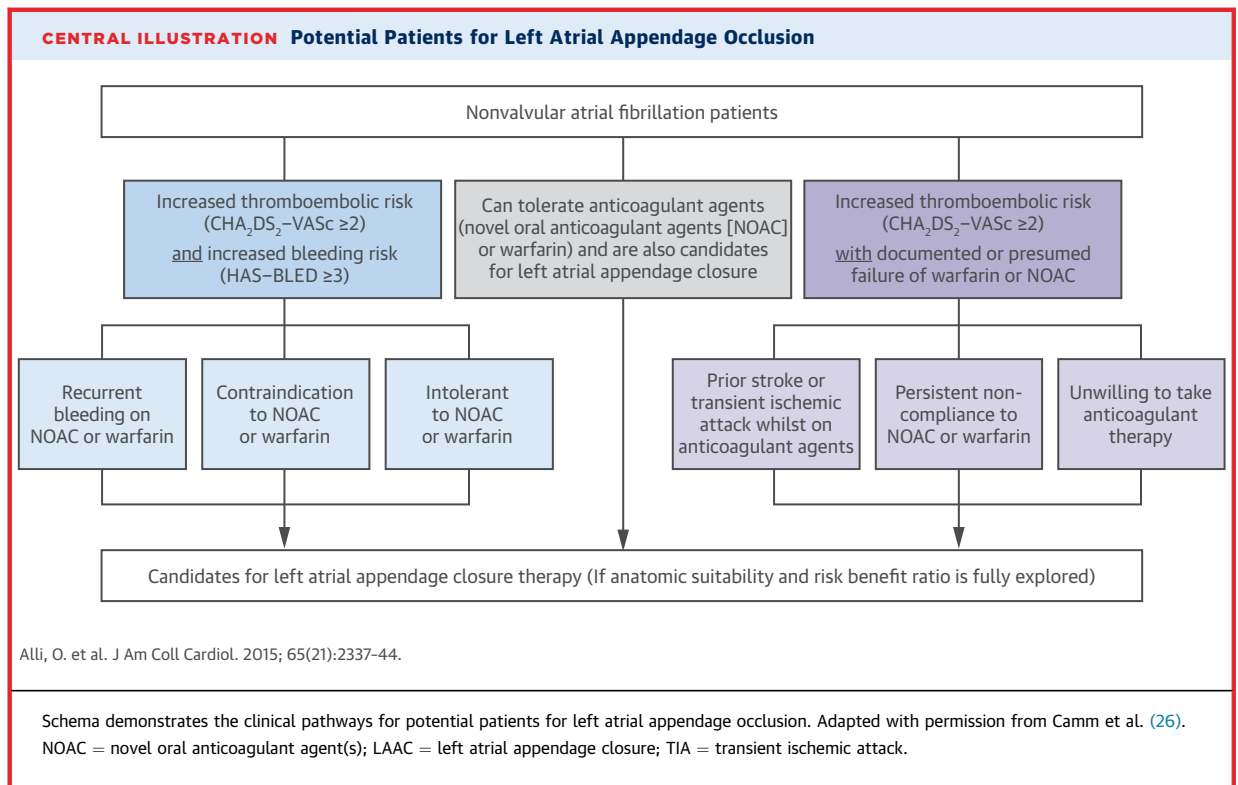 CENTRAL ILLUSTRATION Potential Patients for Left Atrial Appendage Occlusion
Nonvalvular atrial fibrillation patients
Increased thromboembolic risk
(CHA₂DS₂–VASc ≥2)
and increased bleeding risk
(HAS–BLED ≥3)
Can tolerate anticoagulant agents
(novel oral anticoagulant agents [NOAC]
or warfarin) and are also candidates
for left atrial appendage closure
Increased thromboembolic risk
(CHA₂DS₂–VASc ≥2)
with documented or presumed
failure of warfarin or NOAC
Recurrent
bleeding on
NOAC or warfarin
Contraindication
to NOAC
or warfarin
Intolerant
to NOAC
or warfarin
Prior stroke or
transient ischemic
attack whilst on
anticoagulant agents
Persistent non-
compliance to
NOAC or warfarin
Unwilling to take
anticoagulant
therapy
Candidates for left atrial appendage closure therapy (If anatomic suitability and risk benefit ratio is fully explored)
Alli, O. et al. J Am Coll Cardiol. 2015; 65(21):2337–44.
Schema demonstrates the clinical pathways for potential patients for left atrial appendage occlusion. Adapted with permission from Camm et al. (26).
NOAC = novel oral anticoagulant agent(s); LAAC = left atrial appendage closure; TIA = transient ischemic attack.